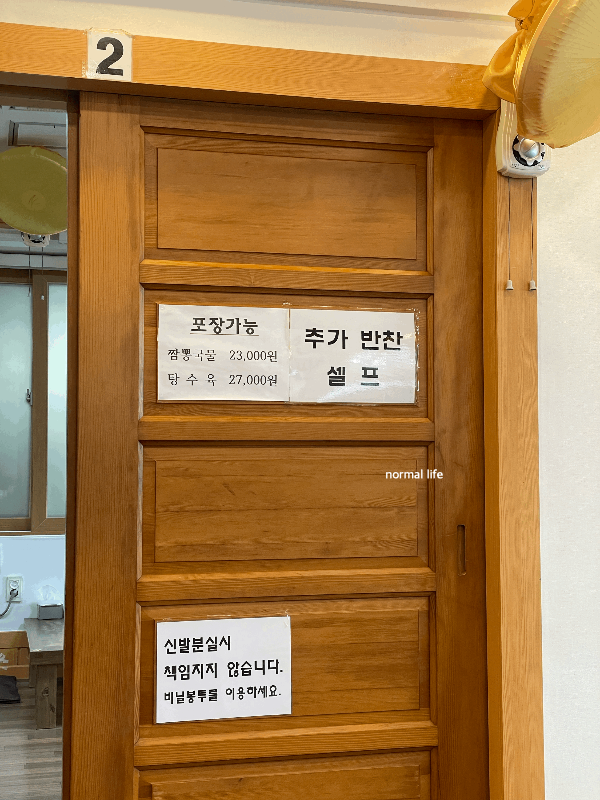 2
포장가능
짬뽕국물 23,000원
탕수육 27,000원
추가 반찬
셀프
normal life
신발분실시
책임지지 않습니다.
비닐봉투를 이용하세요.